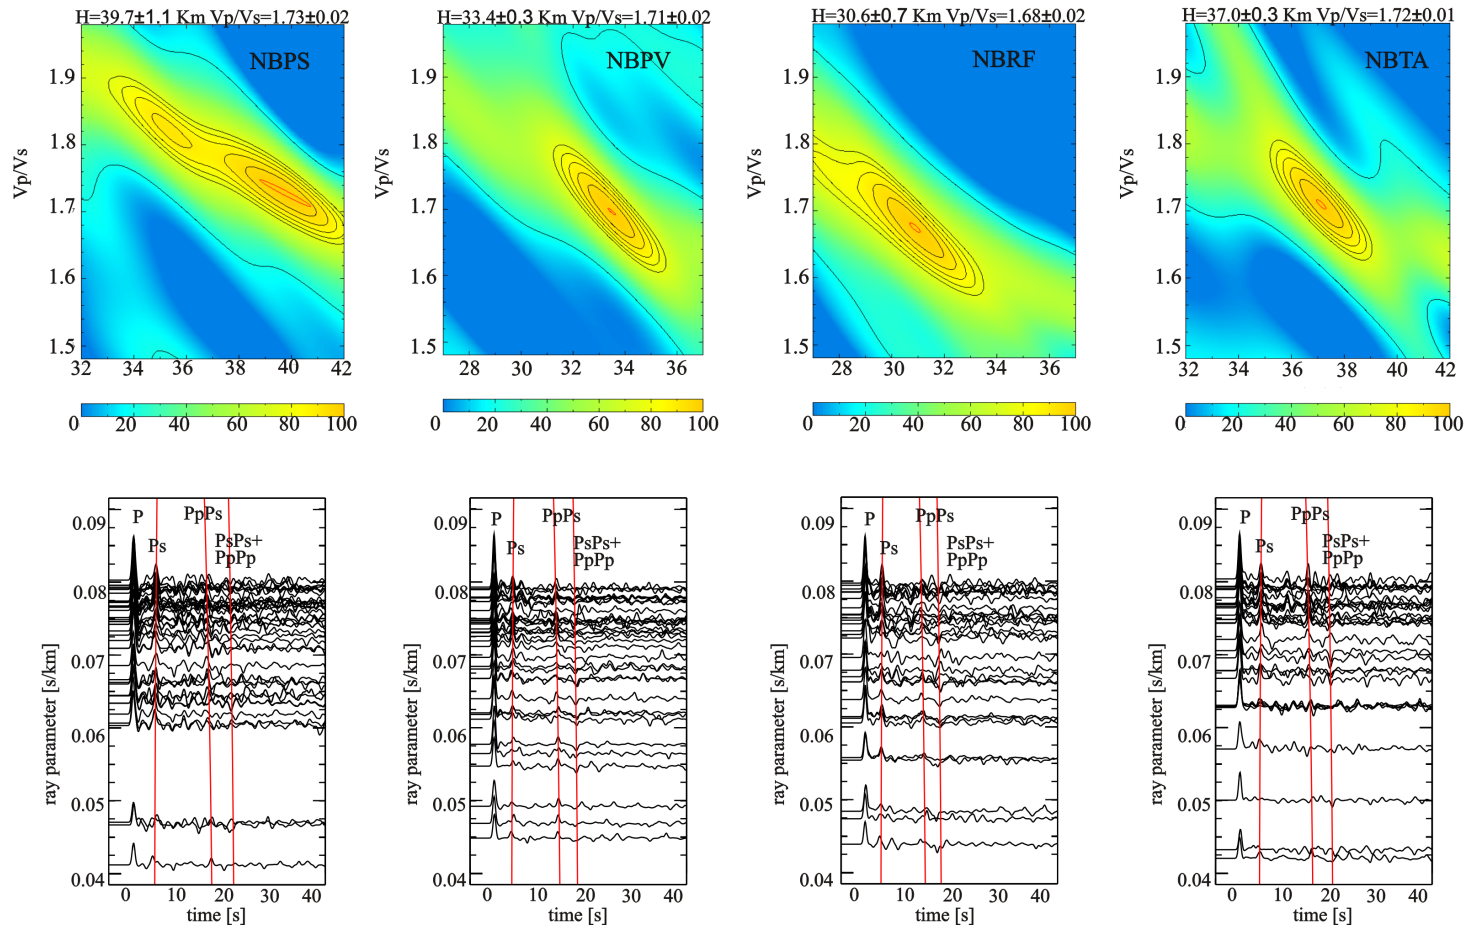 H=39.7±1.1 Km Vp/Vs=1.73±0.02
H=33.4±0.3 Km Vp/Vs=1.71±0.02
H=30.6±0.7 Km Vp/Vs=1.68±0.02
H=37.0±0.3 Km Vp/Vs=1.72±0.01
NBPS
NBPV
NBRF
NBTA
Vp/Vs
1.9
1.8
1.7
1.6
1.5
Vp/Vs
1.9
1.8
1.7
1.6
1.5
Vp/Vs
1.9
1.8
1.7
1.6
1.5
Vp/Vs
1.9
1.8
1.7
1.6
1.5
32 34 36 38 40 42
28 30 32 34 36
28 30 32 34 36
32 34 36 38 40 42
0 20 40 60 80 100
0 20 40 60 80 100
0 20 40 60 80 100
0 20 40 60 80 100
ray parameter [s/km]
0.09
0.08
0.07
0.06
0.05
0.04
P
Ps
PpPs
PsPs+
PpPp
0 10 20 30 40
time [s]
ray parameter [s/km]
0.09
0.08
0.07
0.06
0.05
0.04
P
Ps
PpPs
PsPs+
PpPp
0 10 20 30 40
time [s]
ray parameter [s/km]
0.09
0.08
0.07
0.06
0.05
0.04
P
Ps
PpPs
PsPs+
PpPp
0 10 20 30 40
time [s]
ray parameter [s/km]
0.09
0.08
0.07
0.06
0.05
0.04
P
Ps
PpPs
PsPs+
PpPp
0 10 20 30 40
time [s]